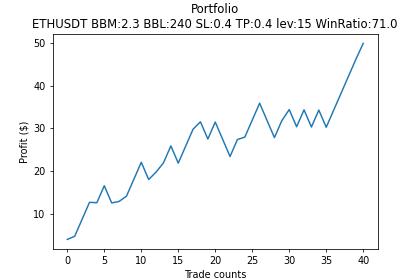 Portfolio
ETHUSDT BBM:2.3 BBL:240 SL:0.4 TP:0.4 lev:15 WinRatio:71.0
50
40
30
20
10
Profit ($)
0 5 10 15 20 25 30 35 40
Trade counts